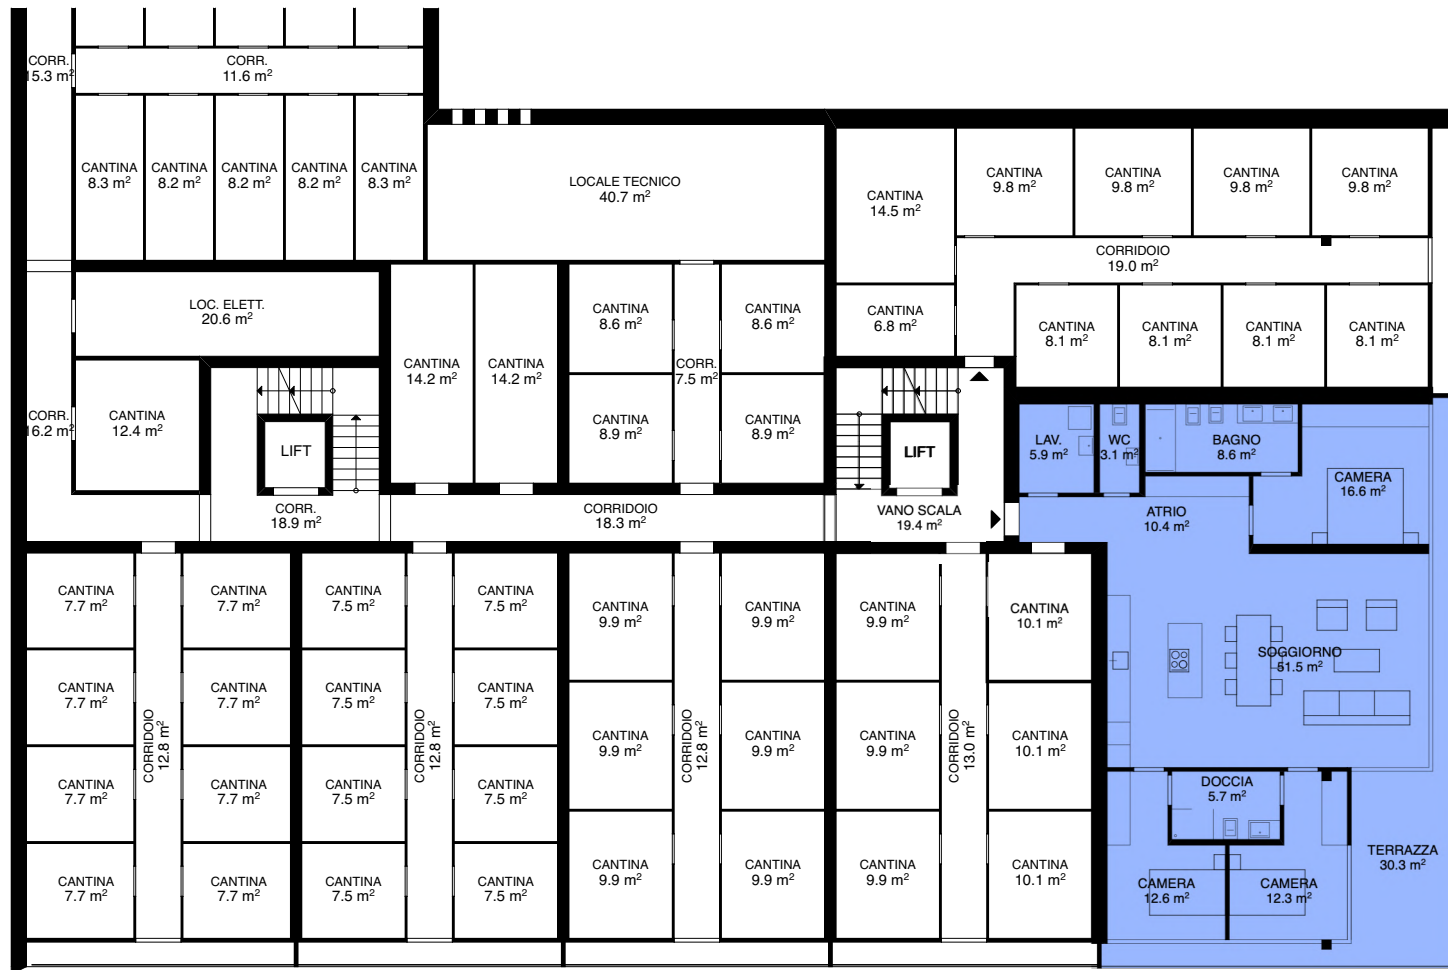 CORR.
15.3 m²
CORR.
11.6 m²
CANTINA
8.3 m²
CANTINA
8.2 m²
CANTINA
8.2 m²
CANTINA
8.2 m²
CANTINA
8.3 m²
LOCALE TECNICO
40.7 m²
CANTINA
14.5 m²
CANTINA
9.8 m²
CANTINA
9.8 m²
CANTINA
9.8 m²
CANTINA
9.8 m²
CORRIDOIO
19.0 m²
LOC. ELETT.
20.6 m²
CANTINA
8.6 m²
CANTINA
8.6 m²
CANTINA
6.8 m²
CANTINA
8.1 m²
CANTINA
8.1 m²
CANTINA
8.1 m²
CANTINA
8.1 m²
CANTINA
14.2 m²
CANTINA
14.2 m²
CORR.
7.5 m²
CORR.
16.2 m²
CANTINA
12.4 m²
LIFT
CANTINA
8.9 m²
CANTINA
8.9 m²
LIFT
LAV.
5.9 m²
WC
3.1 m²
BAGNO
8.6 m²
CAMERA
16.6 m²
CORR.
18.9 m²
CORRIDOIO
18.3 m²
VANO SCALA
19.4 m²
ATRIO
10.4 m²
CANTINA
7.7 m²
CANTINA
7.7 m²
CANTINA
7.5 m²
CANTINA
7.5 m²
CANTINA
9.9 m²
CANTINA
9.9 m²
CANTINA
9.9 m²
CANTINA
10.1 m²
SOGGIORNO
51.5 m²
CANTINA
7.7 m²
CANTINA
7.7 m²
CANTINA
7.5 m²
CANTINA
7.5 m²
CORRIDOIO
12.8 m²
CORRIDOIO
12.8 m²
CORRIDOIO
12.8 m²
CORRIDOIO
13.0 m²
CANTINA
9.9 m²
CANTINA
9.9 m²
CANTINA
9.9 m²
CANTINA
10.1 m²
CANTINA
7.7 m²
CANTINA
7.7 m²
CANTINA
7.5 m²
CANTINA
7.5 m²
DOCCIA
5.7 m²
CANTINA
7.7 m²
CANTINA
7.7 m²
CANTINA
7.5 m²
CANTINA
7.5 m²
CANTINA
9.9 m²
CANTINA
9.9 m²
CANTINA
9.9 m²
CANTINA
10.1 m²
CAMERA
12.6 m²
CAMERA
12.3 m²
TERRAZZA
30.3 m²